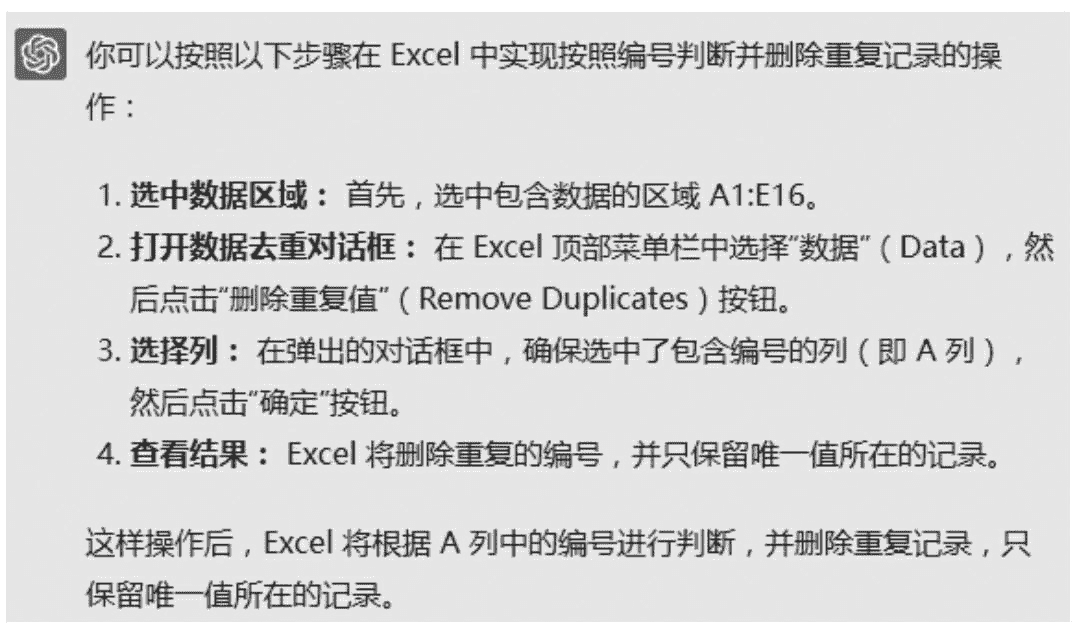 你可以按照以下步骤在 Excel 中实现按照编号判断并删除重复记录的操
作：
1. 选中数据区域： 首先，选中包含数据的区域 A1:E16。
2. 打开数据去重对话框： 在 Excel 顶部菜单栏中选择“数据”（Data），然
后点击“删除重复值”（Remove Duplicates）按钮。
3. 选择列： 在弹出的对话框中，确保选中了包含编号的列（即 A 列），
然后点击“确定”按钮。
4. 查看结果： Excel 将删除重复的编号，并只保留唯一值所在的记录。
这样操作后，Excel 将根据 A 列中的编号进行判断，并删除重复记录，只
保留唯一值所在的记录。